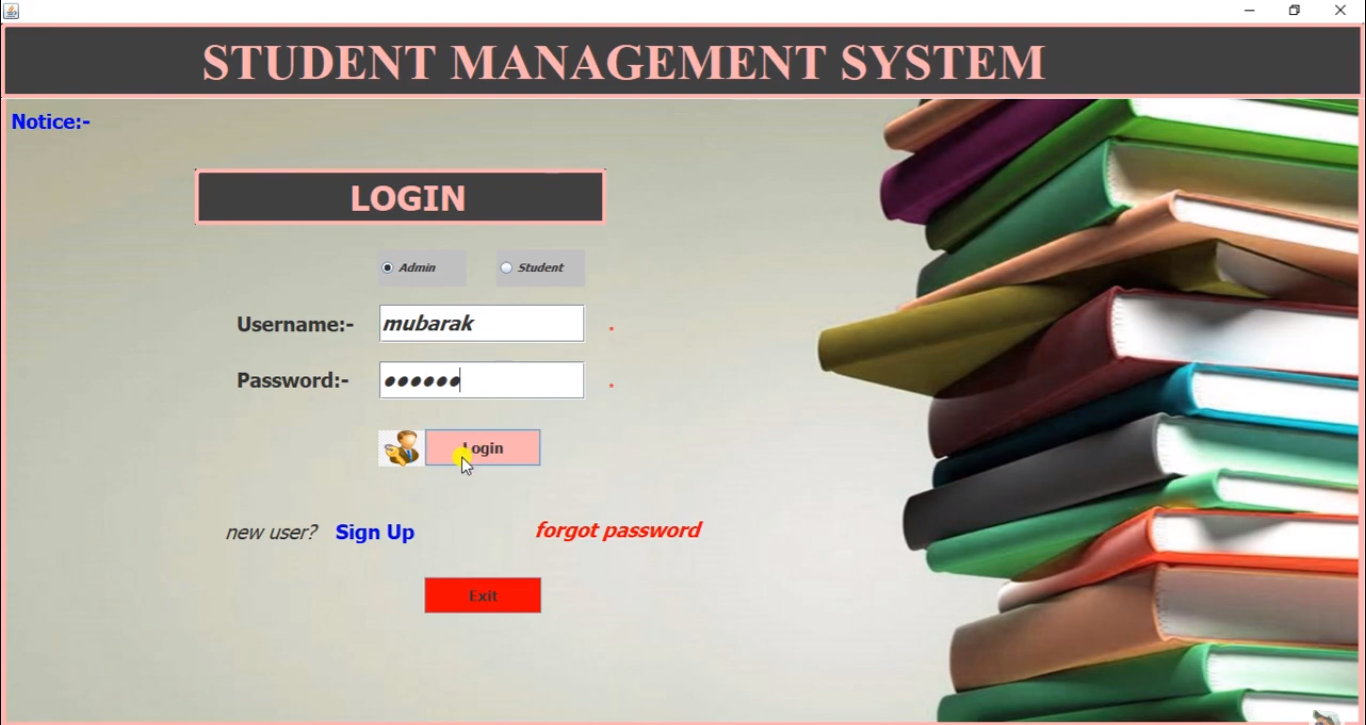 STUDENT MANAGEMENT SYSTEM
Notice:-
LOGIN
Admin Student
Username:- mubarak
Password:- ●●●●●●
Login
new user? Sign Up forgot password
Exit